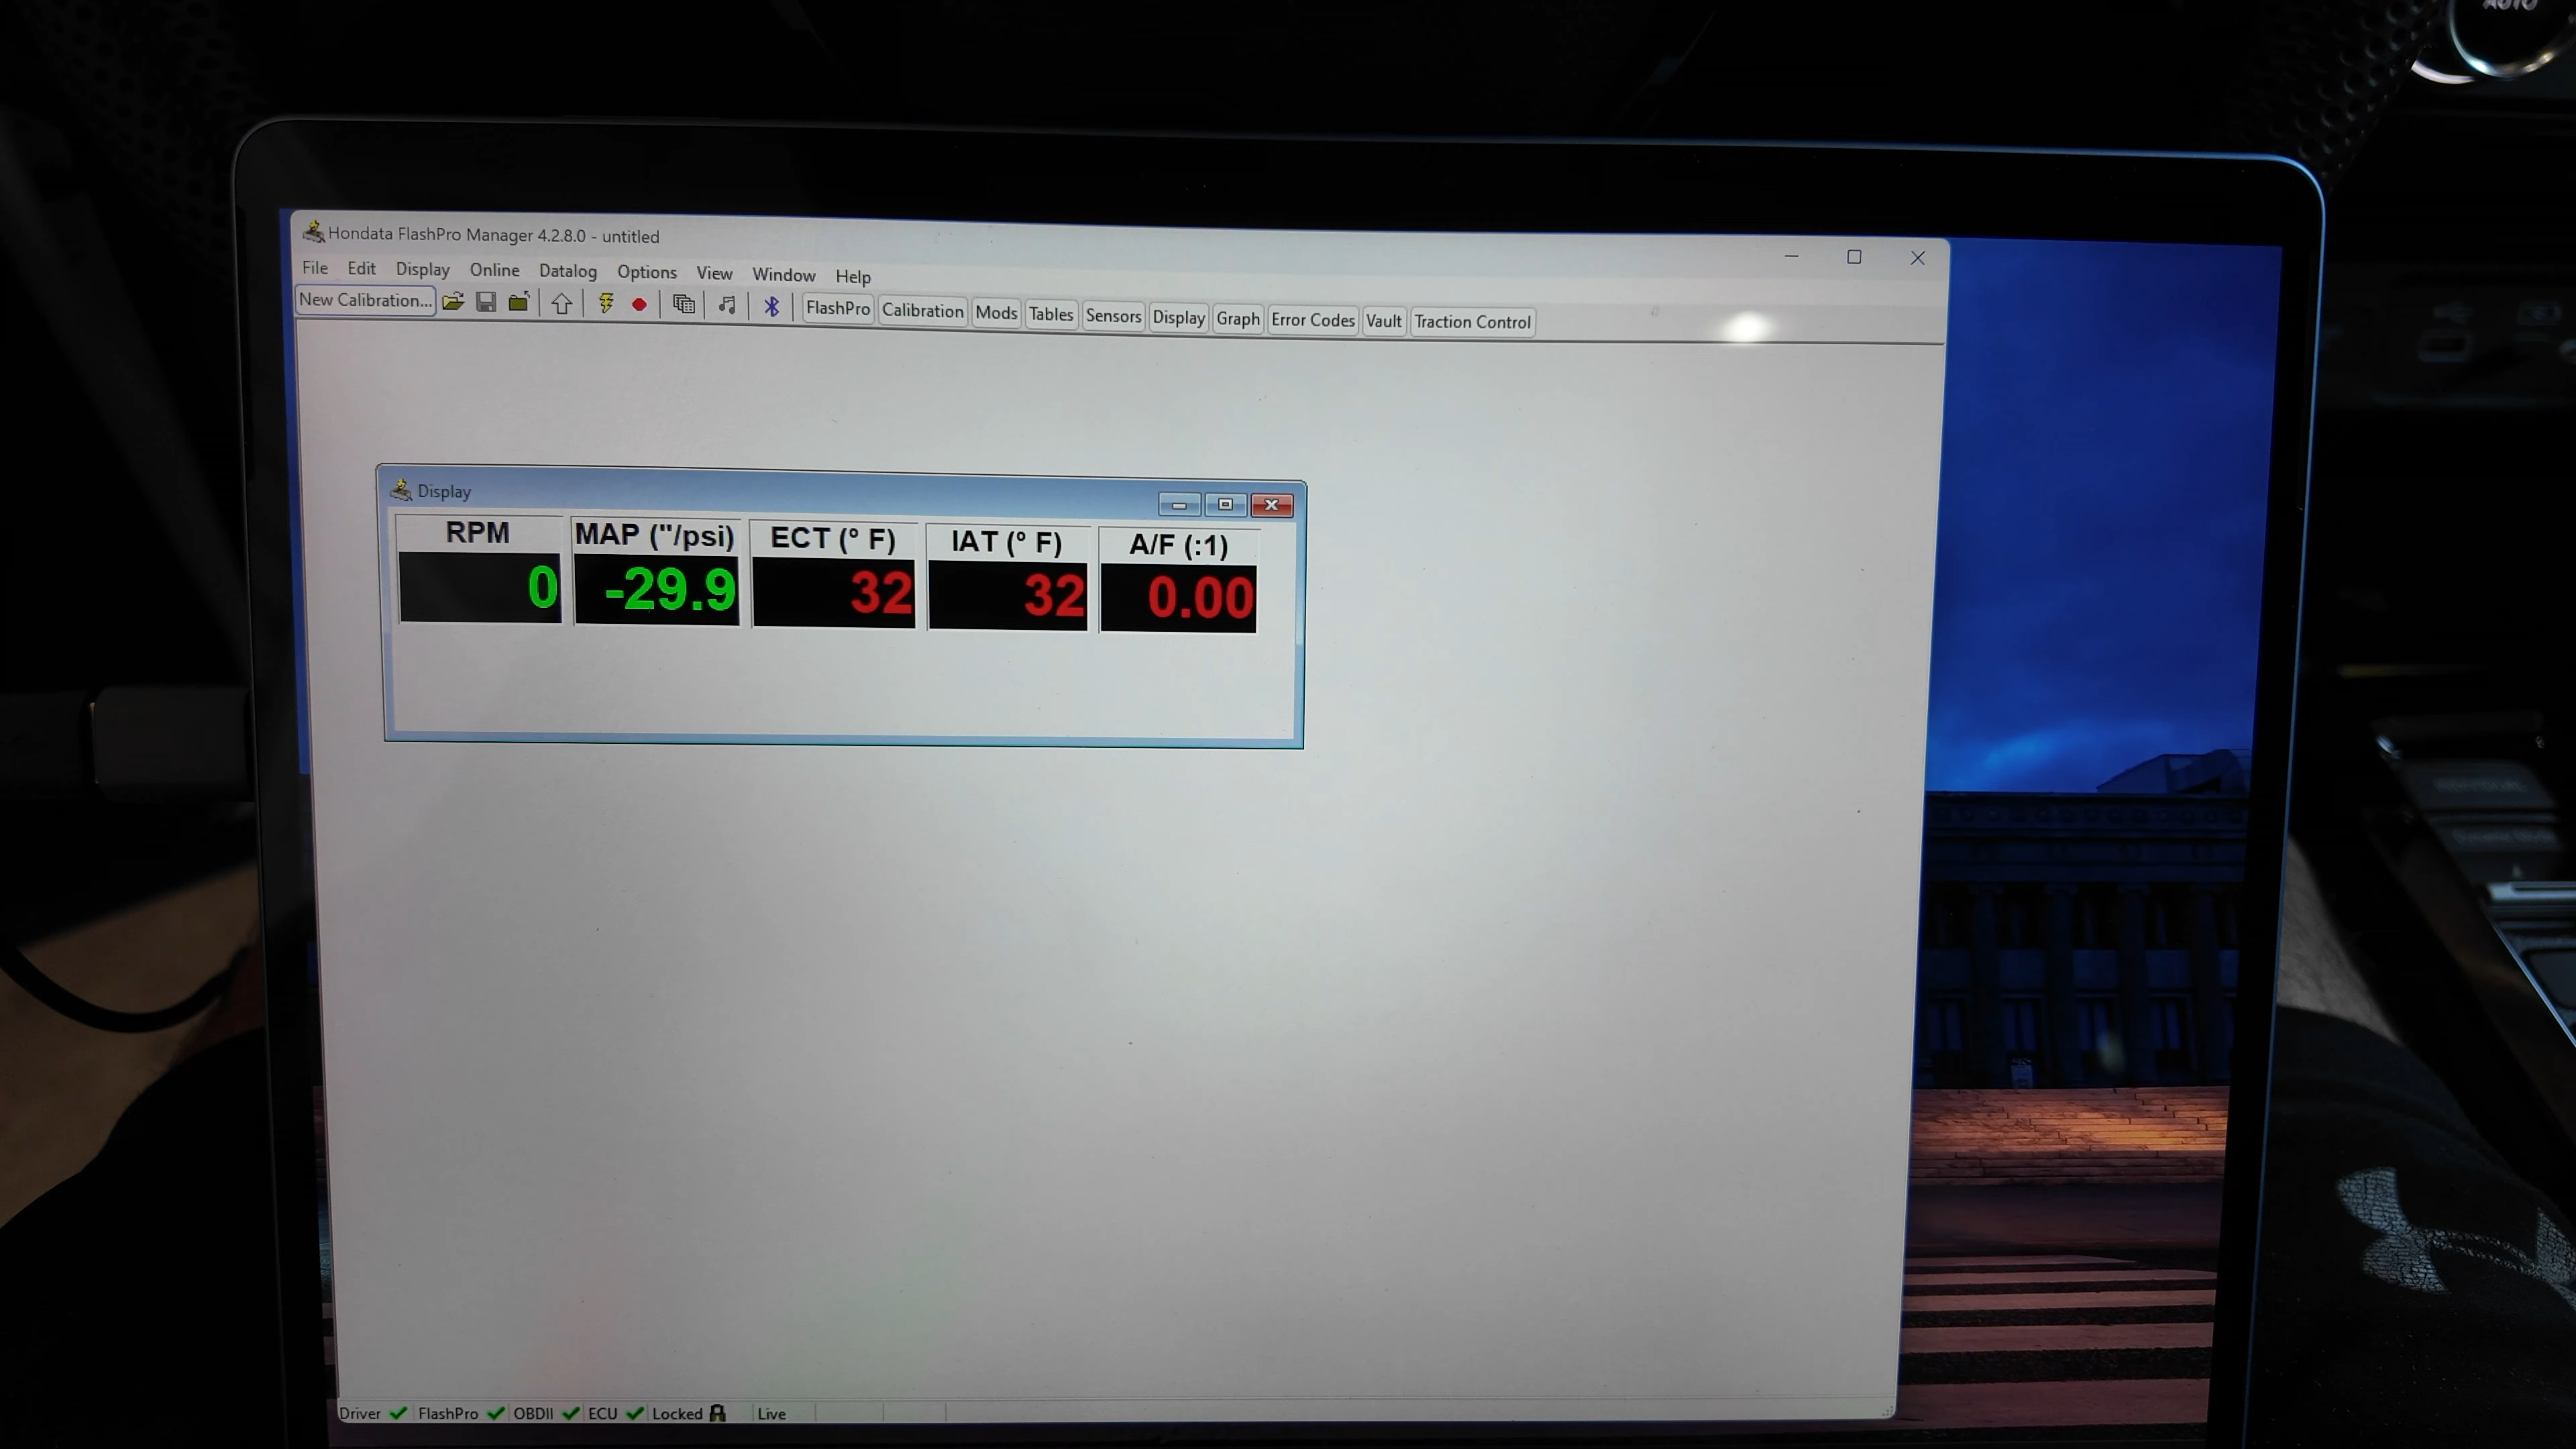 AUTO
Hondata FlashPro Manager 4.2.8.0 - untitled
File Edit Display Online Datalog Options View Window Help
New Calibration... FlashPro Calibration Mods Tables Sensors Display Graph Error Codes Vault Traction Control
Display
RPM MAP ("/psi) ECT (° F) IAT (° F) A/F (:1)
0 -29.9 32 32 0.00
Driver FlashPro OBDII ECU Locked Live